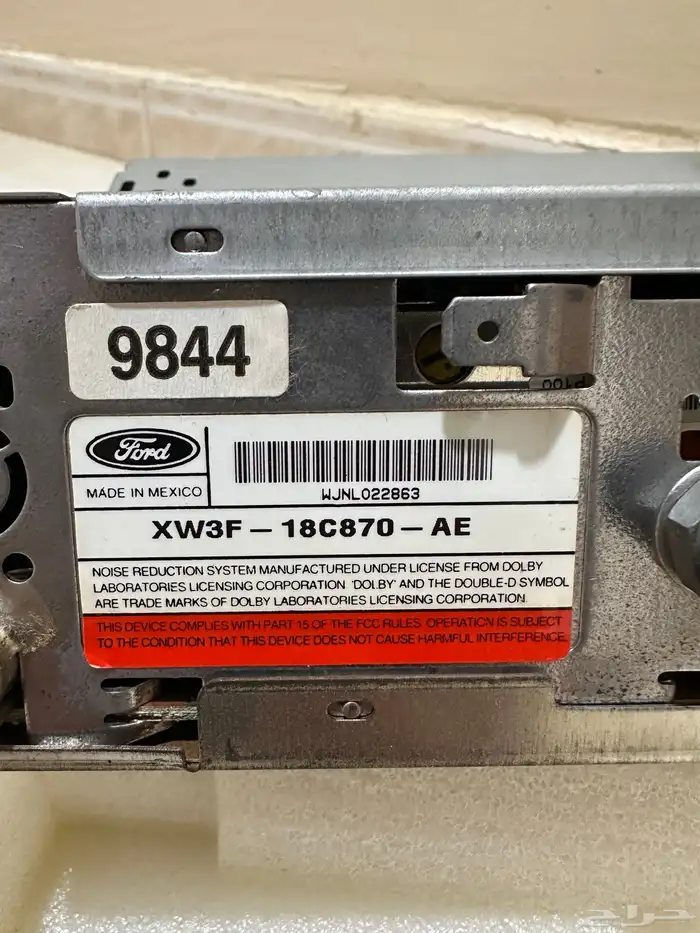 9844
Ford
MADE IN MEXICO
WJNL022863
XW3F - 18C870 - AE
NOISE REDUCTION SYSTEM MANUFACTURED UNDER LICENSE FROM DOLBY
LABORATORIES LICENSING CORPORATION. 'DOLBY' AND THE DOUBLE-D SYMBOL
ARE TRADE MARKS OF DOLBY LABORATORIES LICENSING CORPORATION.
THIS DEVICE COMPLIES WITH PART 15 OF THE FCC RULES. OPERATION IS SUBJECT
TO THE CONDITION THAT THIS DEVICE DOES NOT CAUSE HARMFUL INTERFERENCE.
P100
حراج